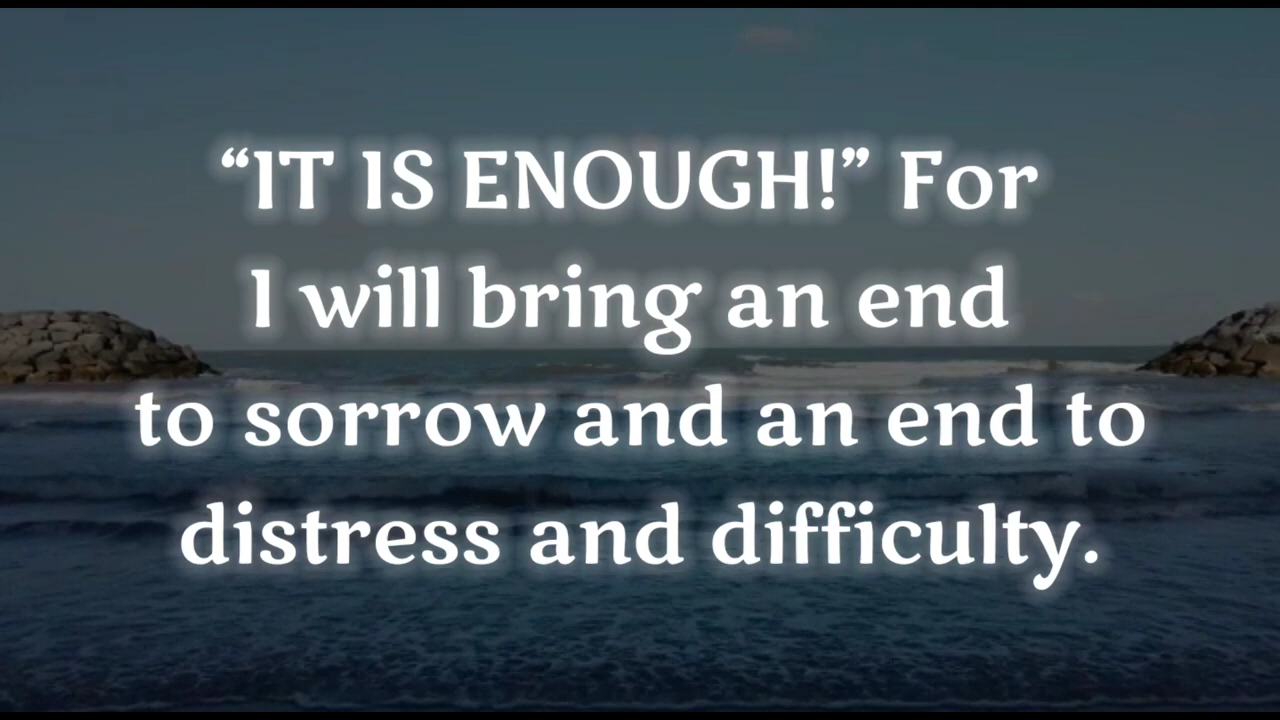 “IT IS ENOUGH!” For
I will bring an end
to sorrow and an end to
distress and difficulty.